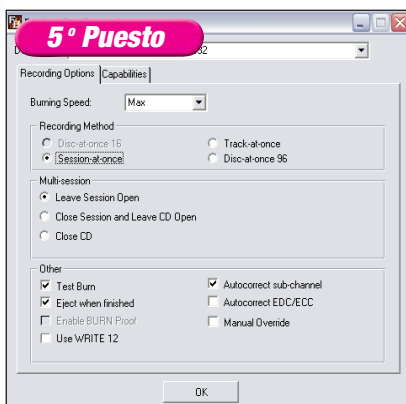 5º Puesto
32
Recording Options Capabilities
Burning Speed: Max
Recording Method
Disc-at-once 16 Track-at-once
Session-at-once Disc-at-once 96
Multi-session
Leave Session Open
Close Session and Leave CD Open
Close CD
Other
Test Burn Autocorrect sub-channel
Eject when finished Autocorrect EDC/ECC
Enable BURN Proof Manual Override
Use WRITE 12
OK